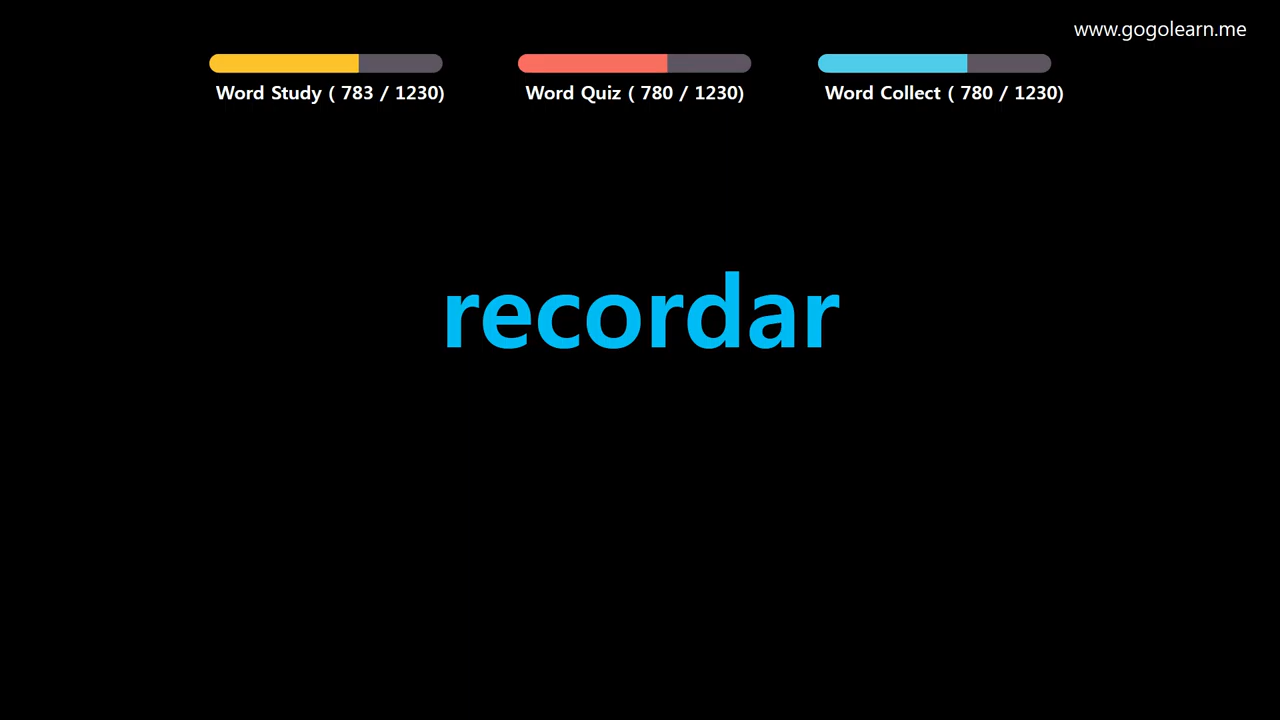 www.gogolearn.me
Word Study ( 783 / 1230)
Word Quiz ( 780 / 1230)
Word Collect ( 780 / 1230)
recordar